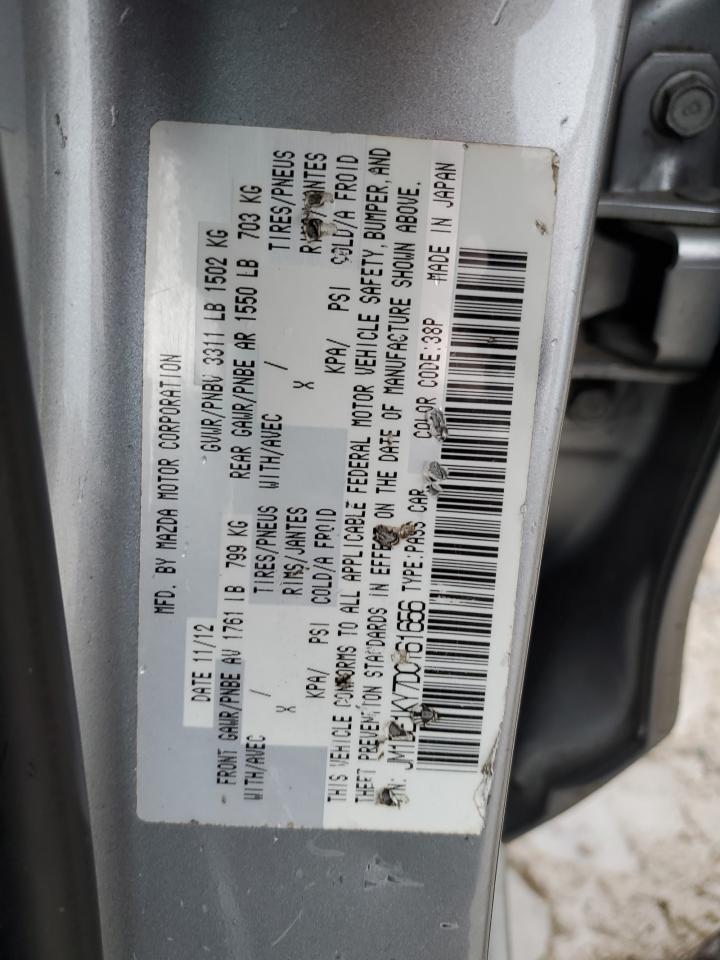 MFD. BY MAZDA MOTOR CORPORATION
DATE 11/12 GVWR/PNBV 3311 LB 1502 KG
FRONT GAWR/PNBE AV 1761 LB 799 KG REAR GAWR/PNBE AR 1550 LB 703 KG
WITH/AVEC TIRES/PNEUS WITH/AVEC TIRES/PNEUS
X / RIMS/JANTES X / RIMS/JANTES
KPA/ PSI COLD/A FROID KPA/ PSI COLD/A FROID
THIS VEHICLE CONFORMS TO ALL APPLICABLE FEDERAL MOTOR VEHICLE SAFETY, BUMPER, AND
THEFT PREVENTION STANDARDS IN EFFECT ON THE DATE OF MANUFACTURE SHOWN ABOVE.
TYPE:PASS CAR COLOR CODE:38P MADE IN JAPAN